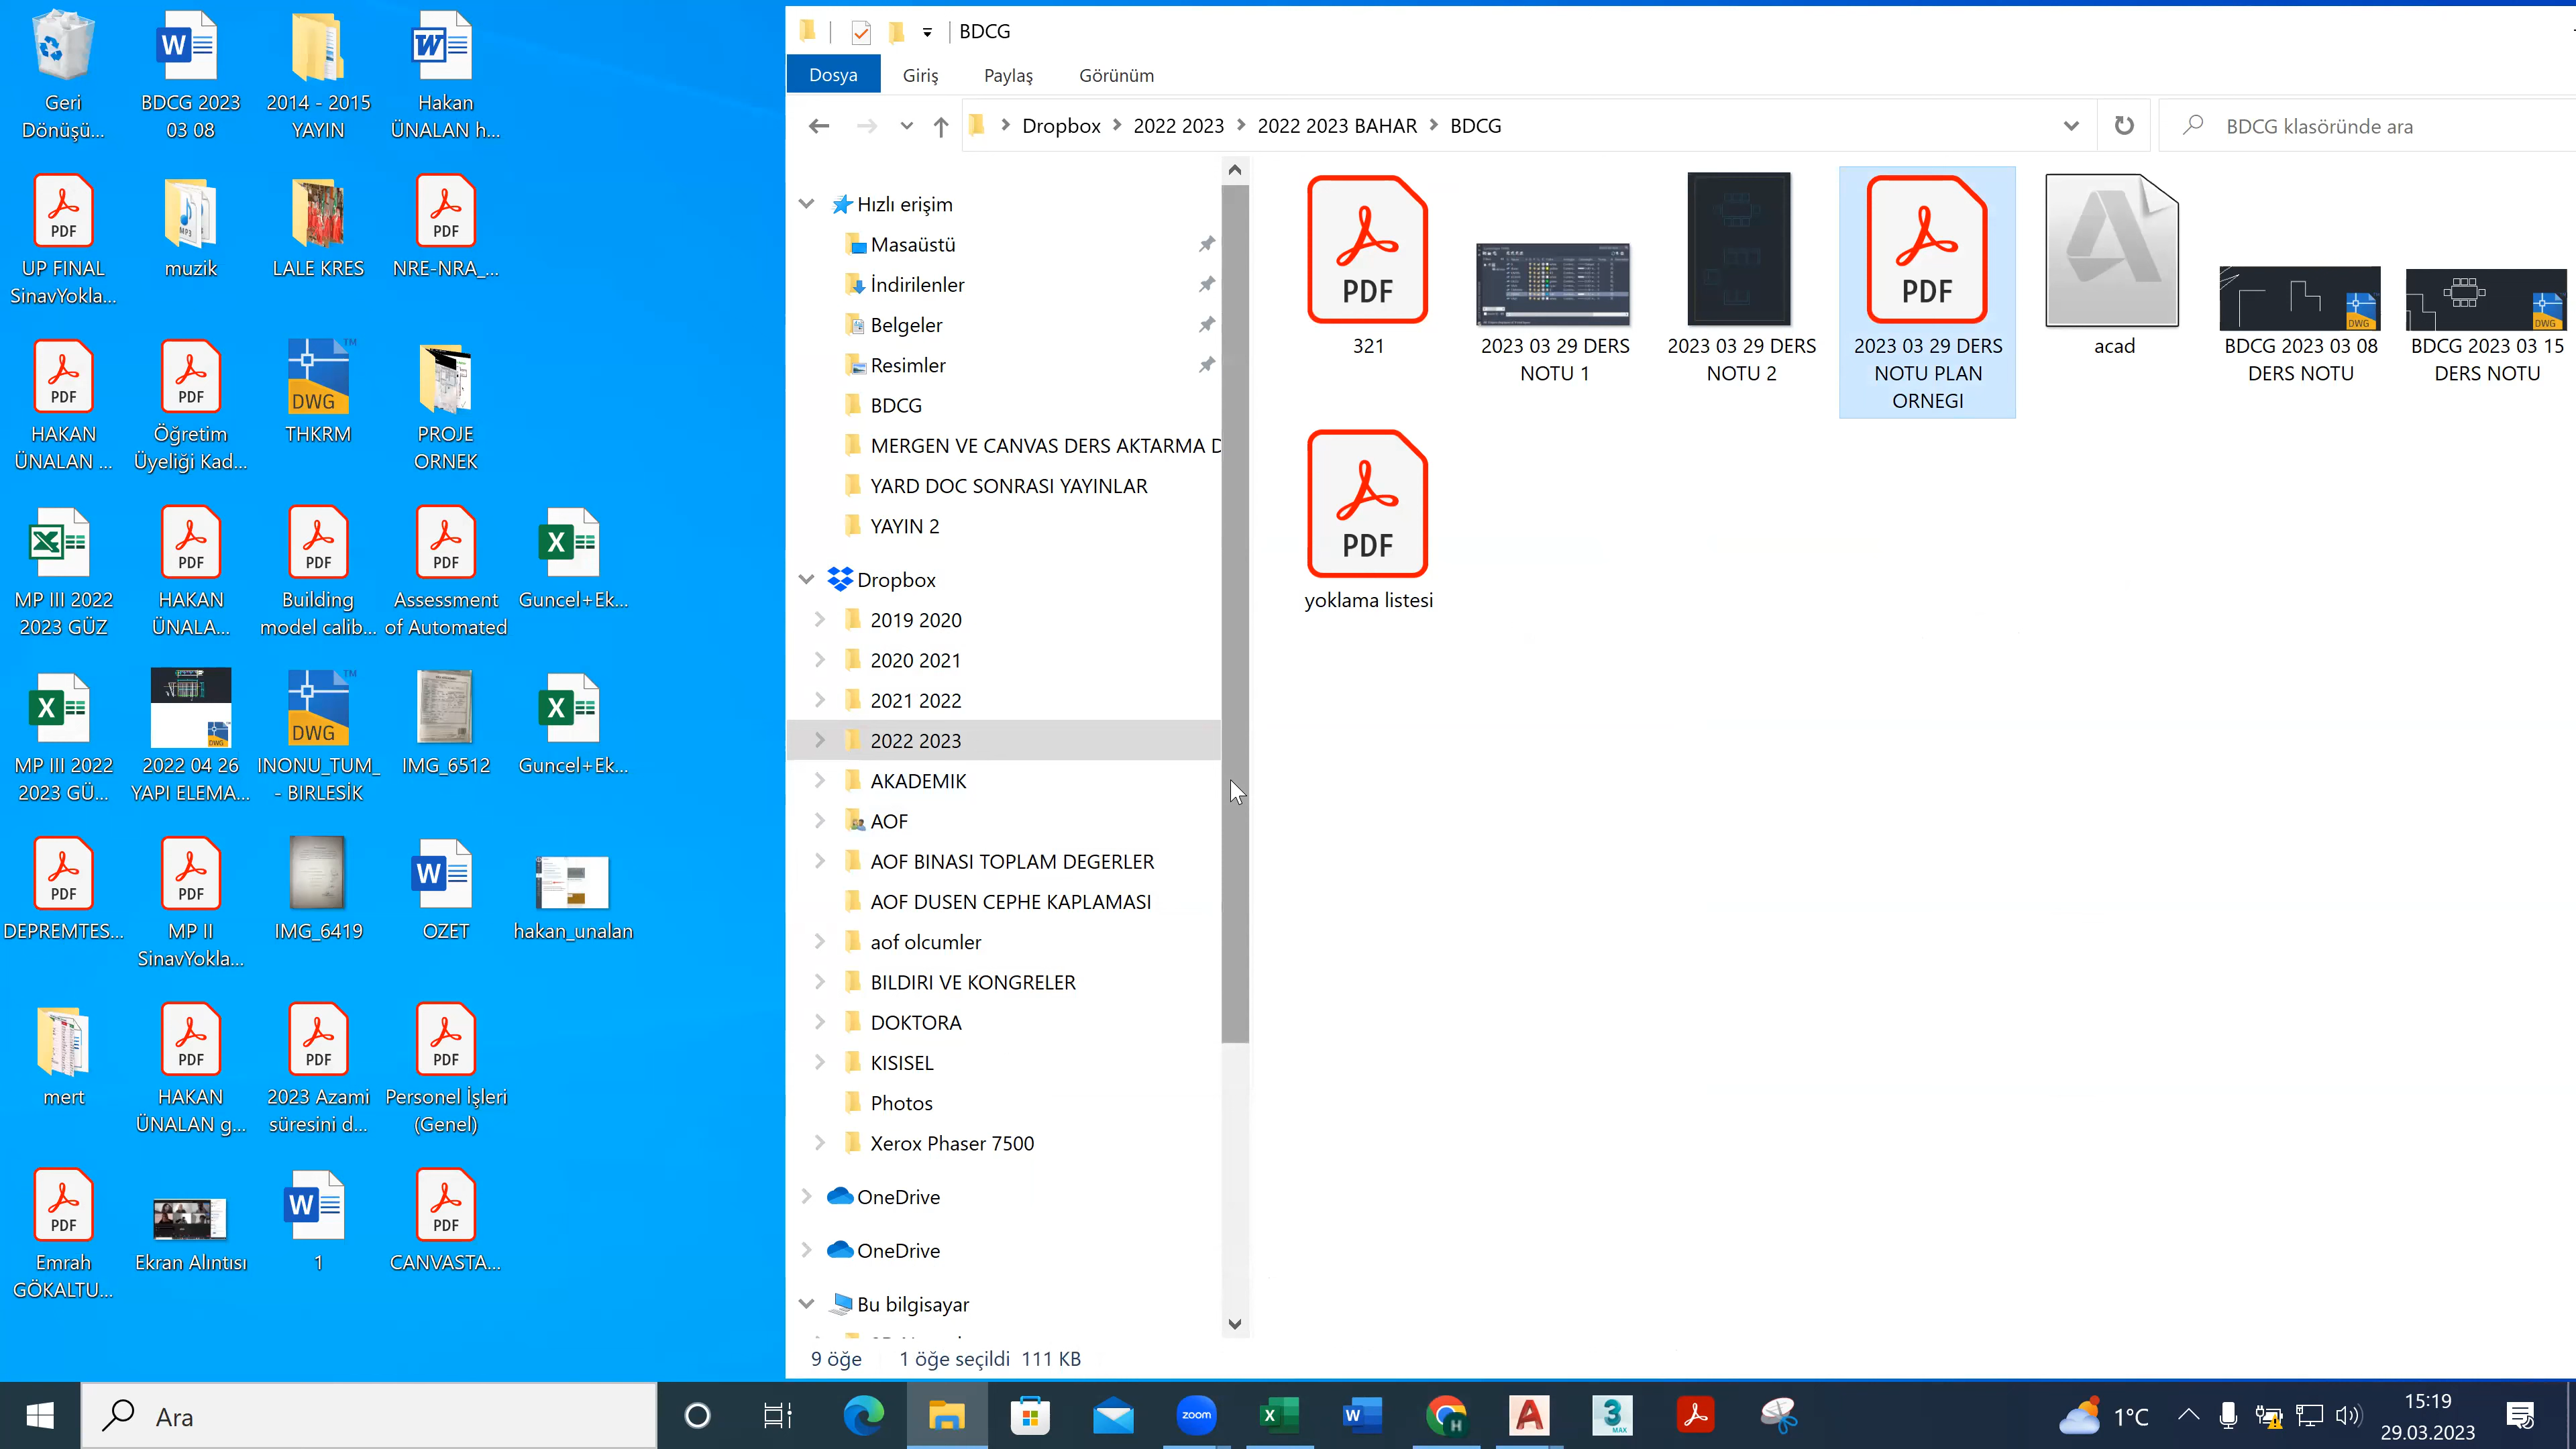 Geri
Dönüşü...
BDCG 2023
03 08
2014 - 2015
YAYIN
Hakan
ÜNALAN h...
UP FINAL
SinavYokla...
muzik
LALE KRES
NRE-NRA_...
HAKAN
ÜNALAN ...
Öğretim
Üyeliği Kad...
THKRM
PROJE
ORNEK
MP III 2022
2023 GÜZ
HAKAN
ÜNALA...
Building
model calib...
Assessment
of Automated
Guncel+Ek...
MP III 2022
2023 GÜ...
2022 04 26
YAPI ELEMA...
INONU_TUM_
- BIRLESİK
IMG_6512
Guncel+Ek...
DEPREMTES...
MP II
SinavYokla...
IMG_6419
OZET
hakan_unalan
mert
HAKAN
ÜNALAN g...
2023 Azami
süresini d...
Personel İşleri
(Genel)
Emrah
GÖKALTU...
Ekran Alıntısı
1
CANVASTA...
BDCG
Dosya Giriş Paylaş Görünüm
Dropbox 2022 2023 2022 2023 BAHAR BDCG
BDCG klasöründe ara
Hızlı erişim
Masaüstü
İndirilenler
Belgeler
Resimler
BDCG
MERGEN VE CANVAS DERS AKTARMA D
YARD DOC SONRASI YAYINLAR
YAYIN 2
Dropbox
2019 2020
2020 2021
2021 2022
2022 2023
AKADEMIK
AOF
AOF BINASI TOPLAM DEGERLER
AOF DUSEN CEPHE KAPLAMASI
aof olcumler
BILDIRI VE KONGRELER
DOKTORA
KISISEL
Photos
Xerox Phaser 7500
OneDrive
OneDrive
Bu bilgisayar
PDF
321
2023 03 29 DERS
NOTU 1
2023 03 29 DERS
NOTU 2
PDF
2023 03 29 DERS
NOTU PLAN
ORNEGI
acad
DWG
BDCG 2023 03 08
DERS NOTU
DWG
BDCG 2023 03 15
DERS NOTU
PDF
yoklama listesi
9 öğe 1 öğe seçildi 111 KB
Ara
zoom
1°C
15:19
29.03.2023